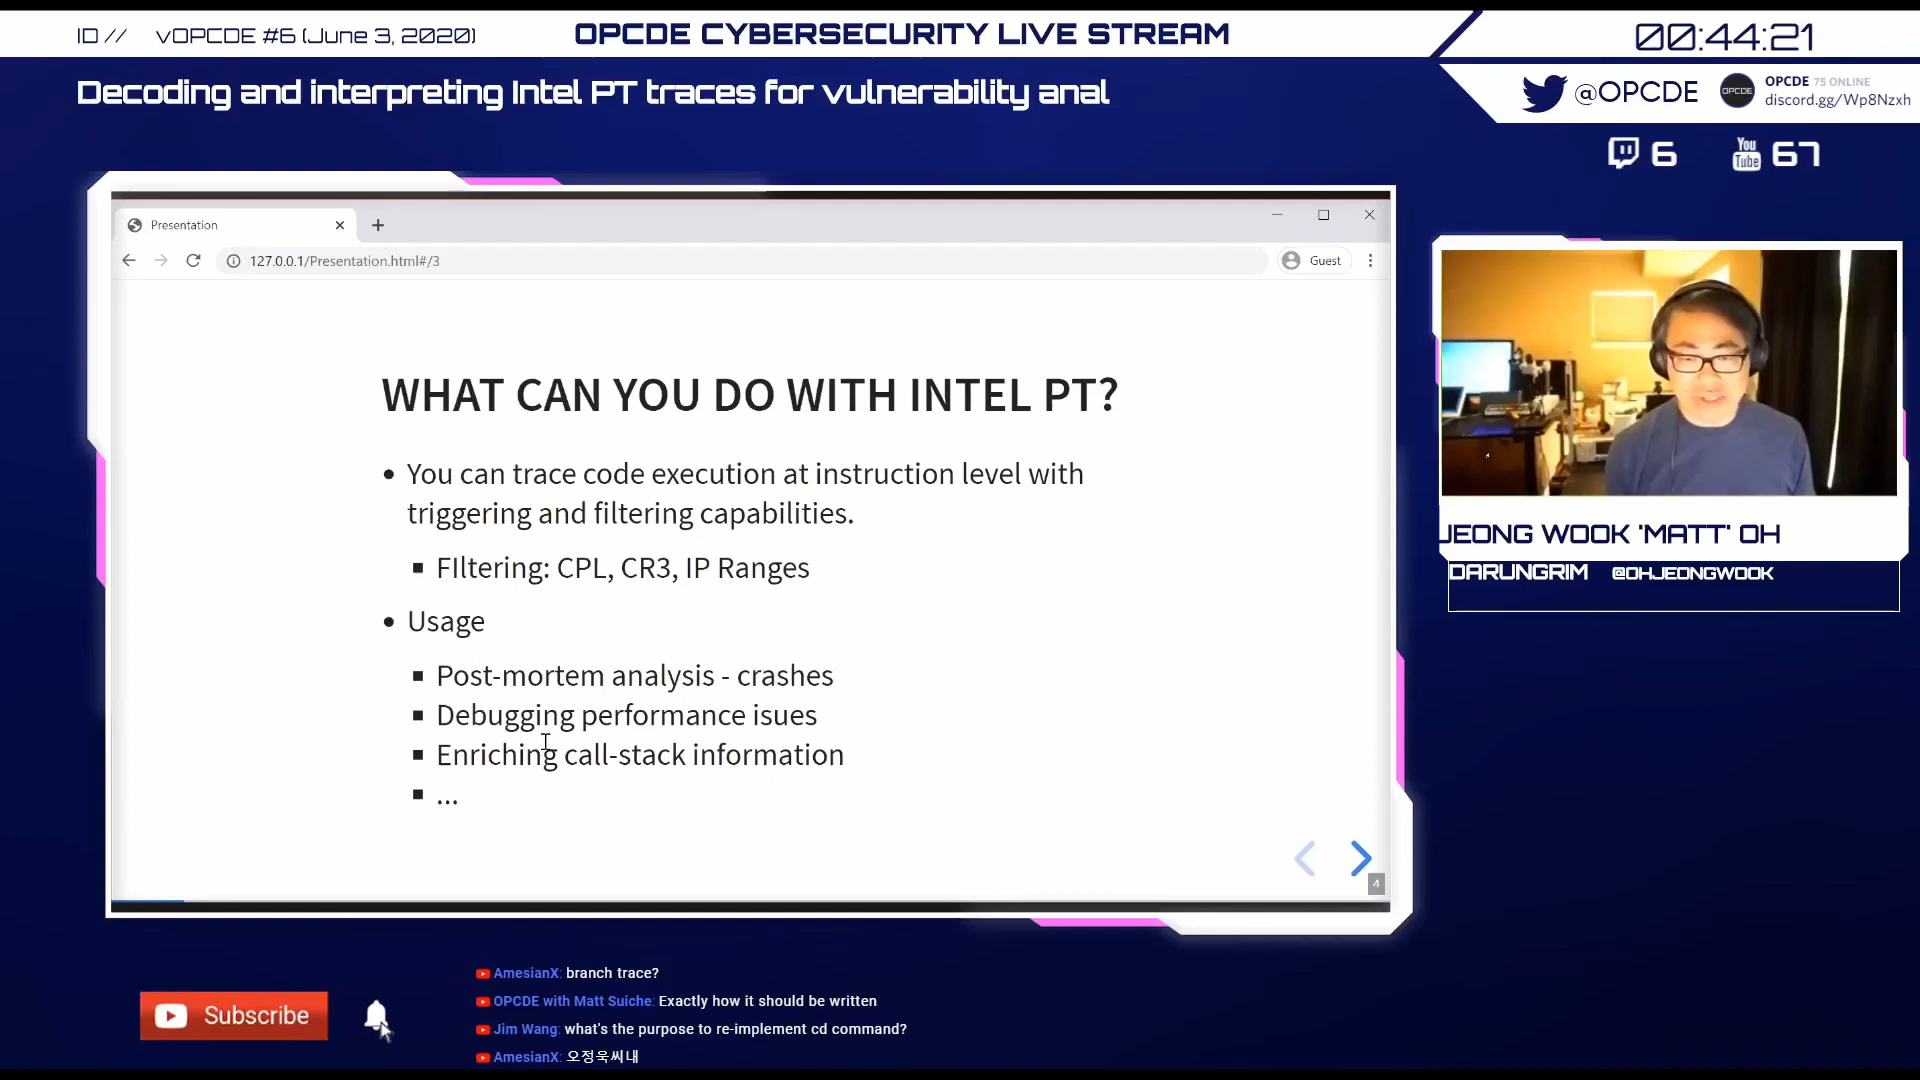 ID // vOPCDE #6 (June 3, 2020)
OPCDE CYBERSECURITY LIVE STREAM
00:44:21
Decoding and interpreting Intel PT traces for vulnerability anal
@OPCDE
OPCDE
OPCDE 75 ONLINE
discord.gg/Wp8Nzxh
6
You
Tube
67
Presentation
127.0.0.1/Presentation.html#/3
Guest
WHAT CAN YOU DO WITH INTEL PT?
• You can trace code execution at instruction level with
triggering and filtering capabilities.
▪ FIltering: CPL, CR3, IP Ranges
• Usage
▪ Post-mortem analysis - crashes
▪ Debugging performance isues
▪ Enriching call-stack information
▪ ...
4
JEONG WOOK 'MATT' OH
DARUNGRIM @OHJEONGWOOK
Subscribe
AmesianX: branch trace?
OPCDE with Matt Suiche: Exactly how it should be written
Jim Wang: what's the purpose to re-implement cd command?
AmesianX: 오정욱씨내